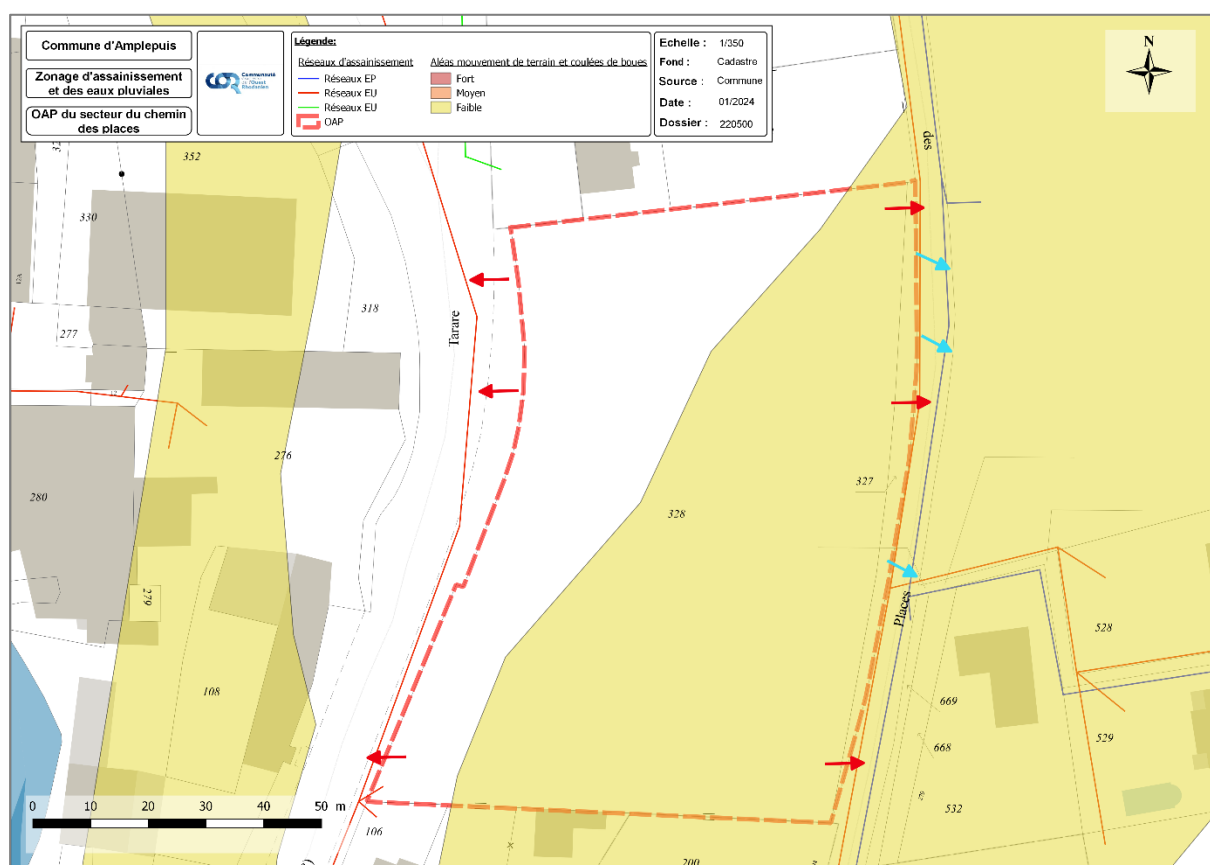 Commune d'Amplepuis
Zonage d'assainissement
et des eaux pluviales
OAP du secteur du chemin
des places
COR
Communauté
de l'Ouest
Rhodanien
Légende:
Réseaux d'assainissement
Réseaux EP
Réseaux EU
Réseaux EU
OAP
Aléas mouvement de terrain et coulées de boues
Fort
Moyen
Faible
Echelle : 1/350
Fond : Cadastre
Source : Commune
Date : 01/2024
Dossier : 220500
N
des
352
330
318
277
Tarare
276
280
327
328
279
Places
528
108
669
668
529
532
106
200
0 10 20 30 40 50 m